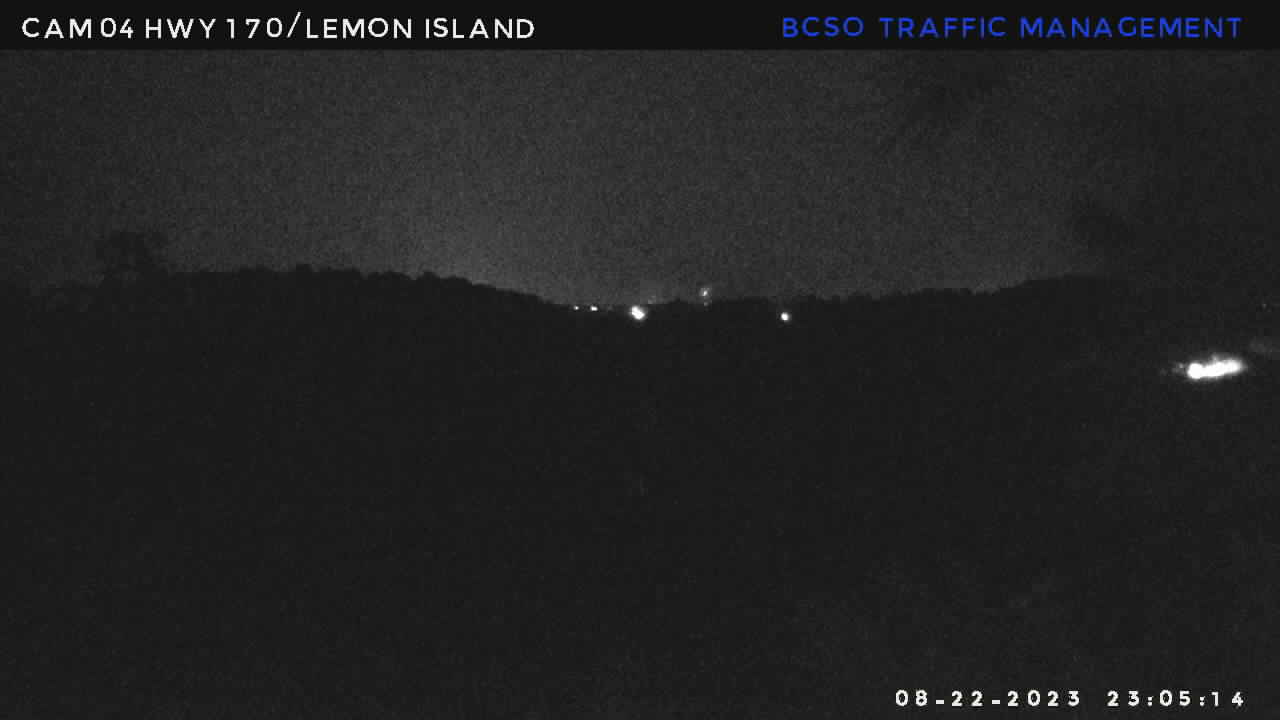 CAM 04 HWY 170/LEMON ISLAND
BCSO TRAFFIC MANAGEMENT
08-22-2023 23:05:14